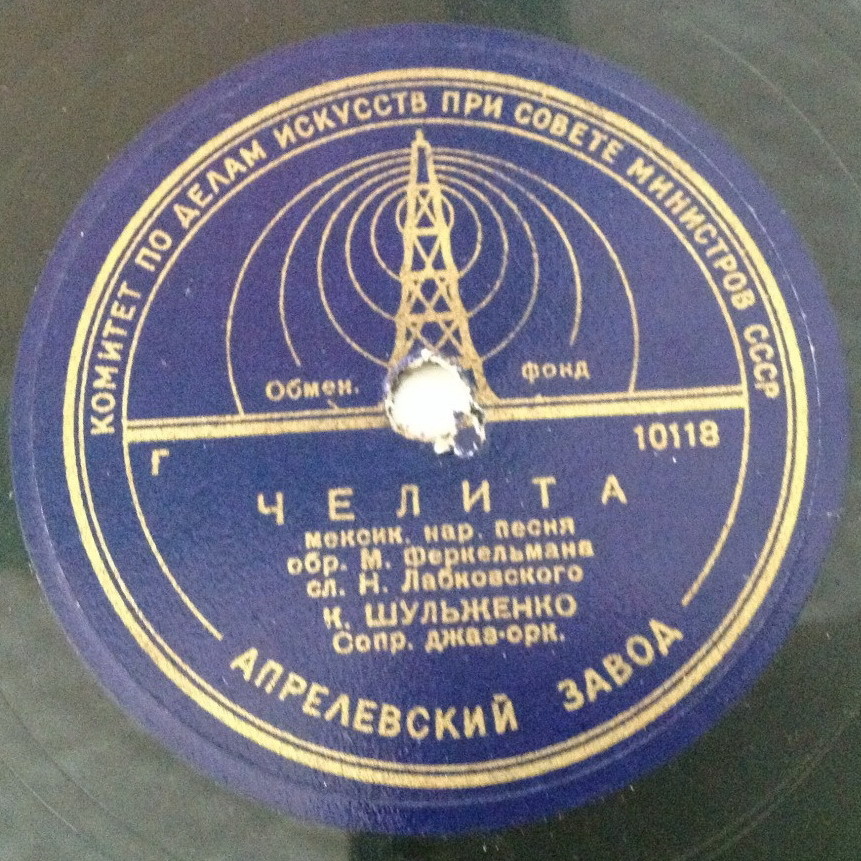 КОМИТЕТ ПО ДЕЛАМ ИСКУССТВ ПРИ СОВЕТЕ МИНИСТРОВ СССР
Обмен. фонд
Г 10118
ЧЕЛИТА
мексик. нар. песня
обр. М. Феркельмана
сл. Н. Лабковского
К. ШУЛЬЖЕНКО
Сопр. джаз-орк.
АПРЕЛЕВСКИЙ ЗАВОД